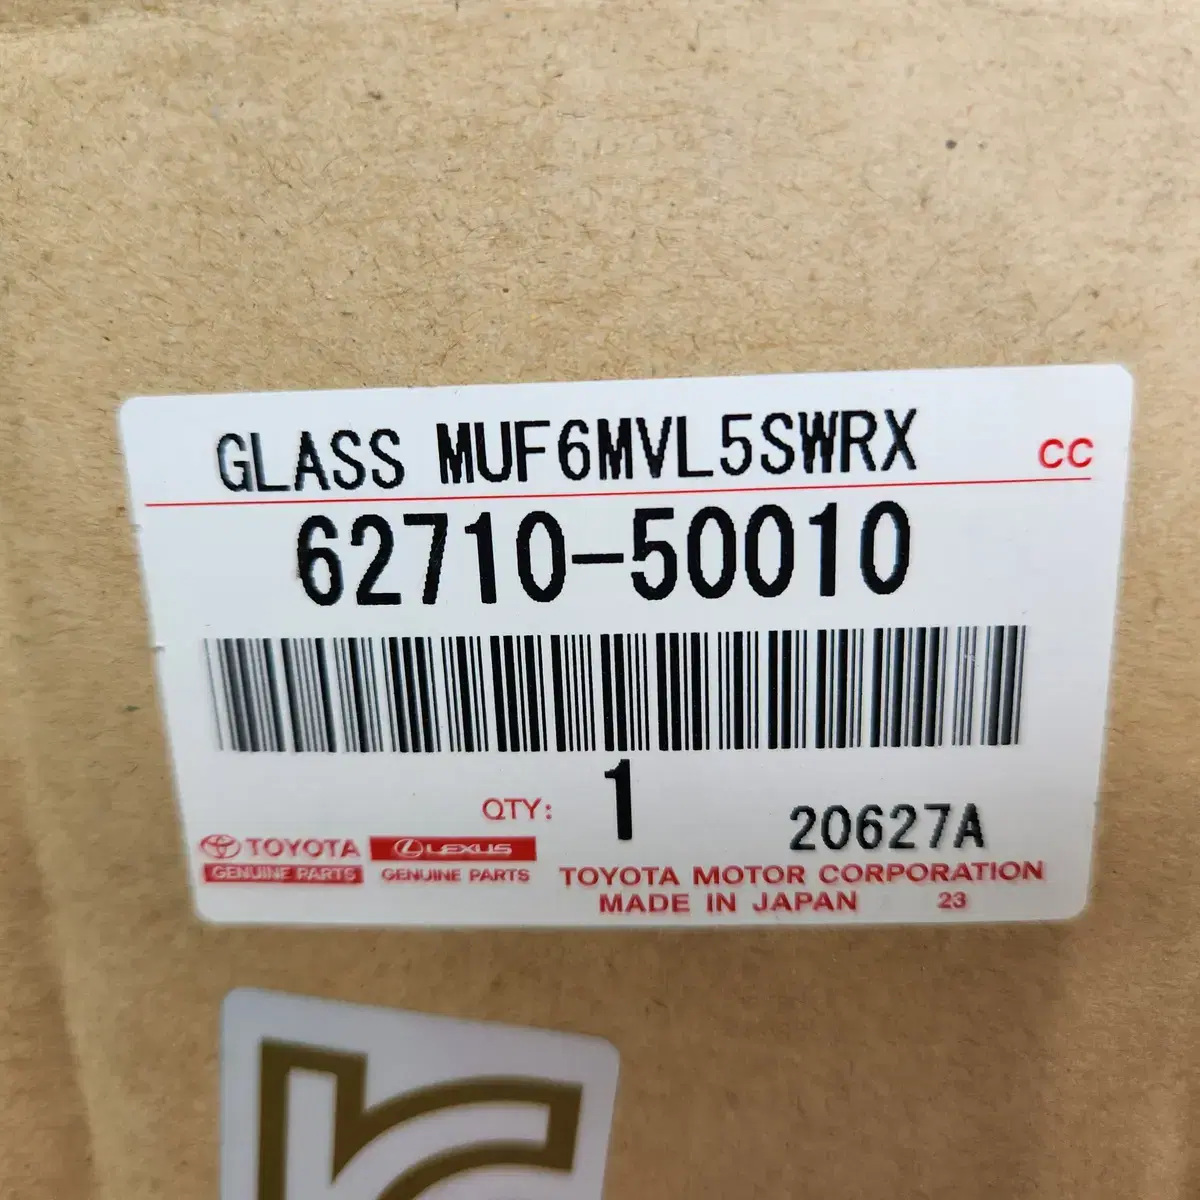 GLASS MUF6MVL5SWRX
CC
62710-50010
QTY: 1
20627A
TOYOTA
GENUINE PARTS
LEXUS
GENUINE PARTS
TOYOTA MOTOR CORPORATION
MADE IN JAPAN 23